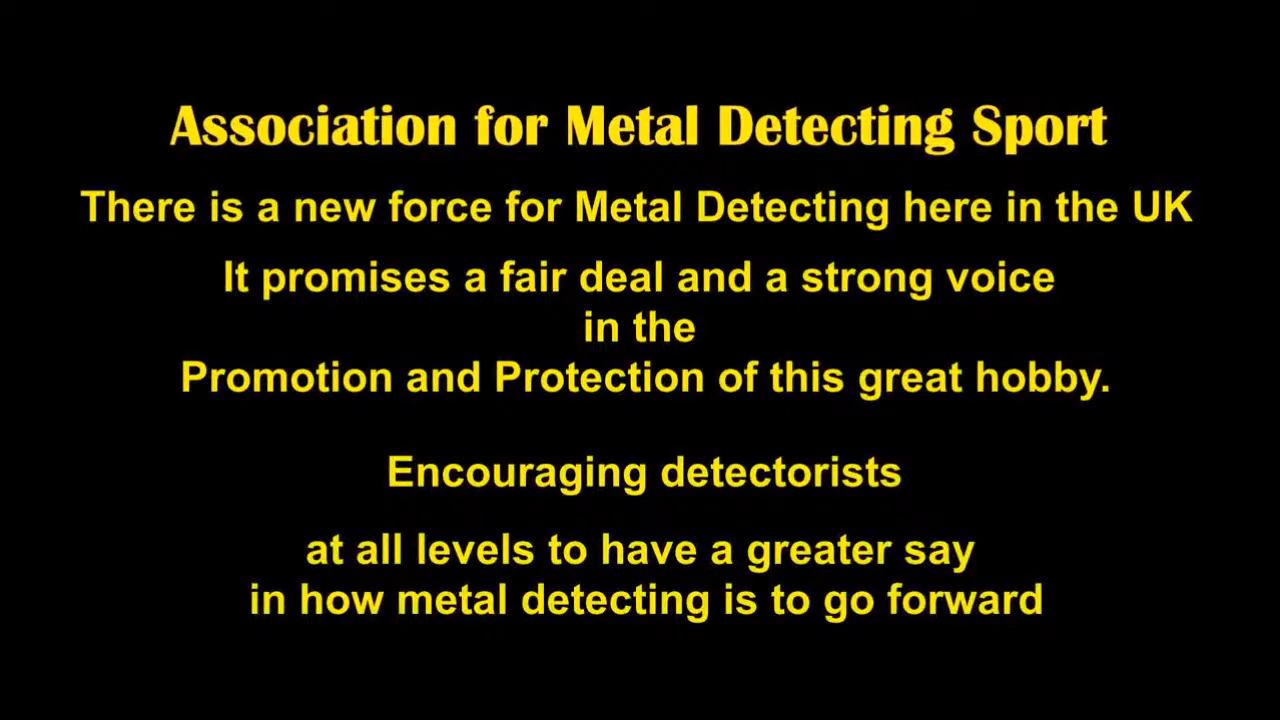 Association for Metal Detecting Sport
There is a new force for Metal Detecting here in the UK
It promises a fair deal and a strong voice
in the
Promotion and Protection of this great hobby.
Encouraging detectorists
at all levels to have a greater say
in how metal detecting is to go forward